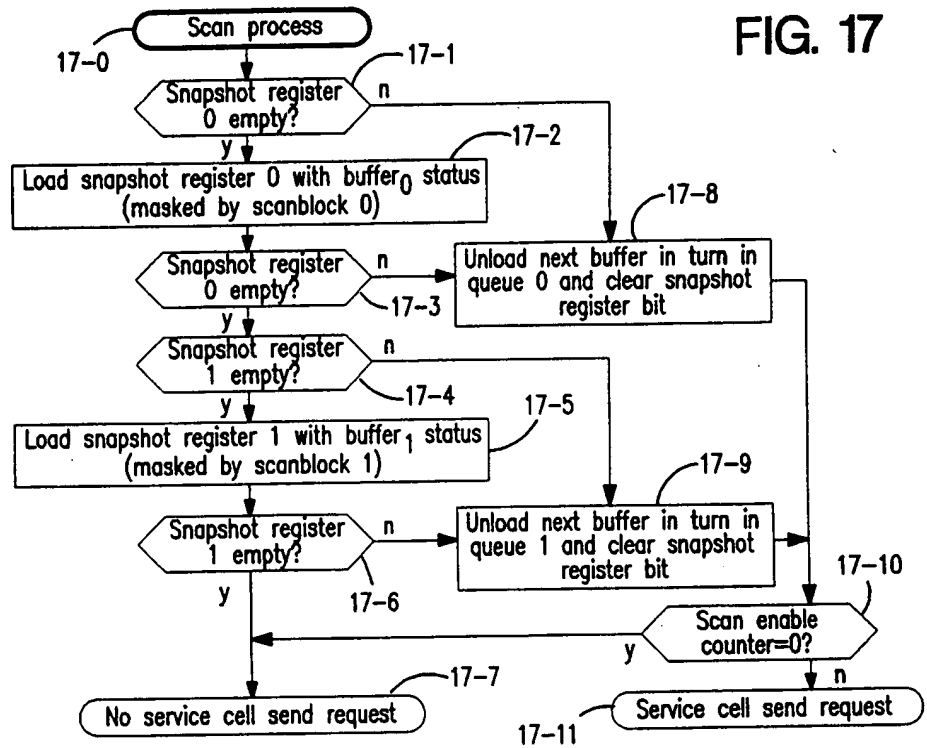 FIG. 17
Scan process
17-0
17-1
Snapshot register
0 empty?
n
y
17-2
Load snapshot register 0 with buffer0 status
(masked by scanblock 0)
17-8
Snapshot register
0 empty?
n
17-3
y
Unload next buffer in turn in
queue 0 and clear snapshot
register bit
Snapshot register
1 empty?
n
17-4
y
17-5
Load snapshot register 1 with buffer1 status
(masked by scanblock 1)
17-9
Snapshot register
1 empty?
n
17-6
y
Unload next buffer in turn in
queue 1 and clear snapshot
register bit
17-10
Scan enable
counter=0?
y
n
17-7
No service cell send request
17-11
Service cell send request